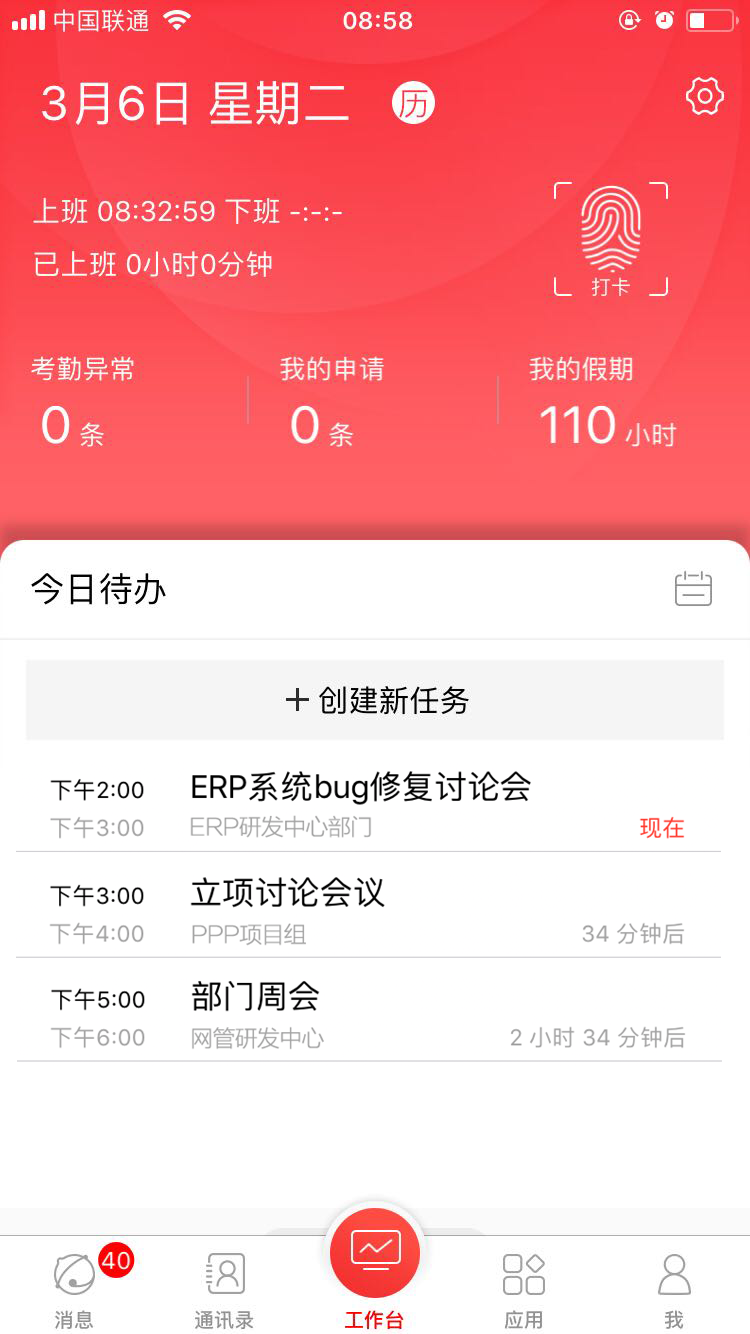 中国联通 08:58
3月6日 星期二 历
上班 08:32:59 下班 -:-:-
已上班 0小时0分钟
打卡
考勤异常 我的申请 我的假期
0 条 0 条 110 小时
今日待办
+ 创建新任务
下午2:00 ERP系统bug修复讨论会
下午3:00 ERP研发中心部门 现在
下午3:00 立项讨论会议
下午4:00 PPP项目组 34 分钟后
下午5:00 部门周会
下午6:00 网管研发中心 2 小时 34 分钟后
40
消息 通讯录 工作台 应用 我